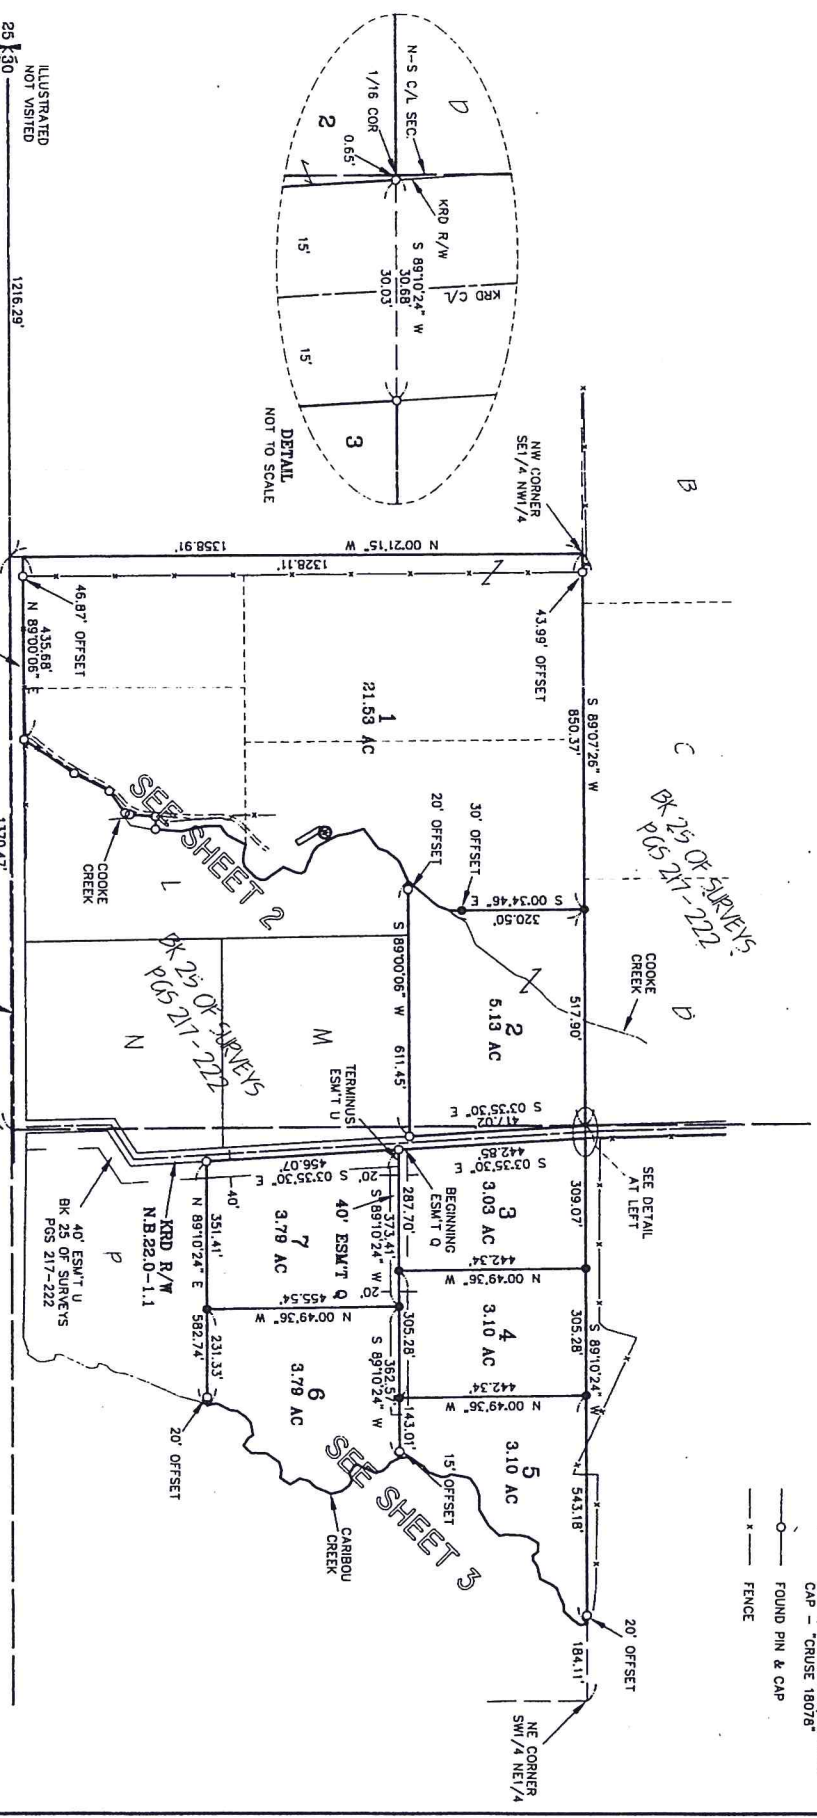 CAP - "CRUSE 18078"
FOUND PIN & CAP
x FENCE
B
C
D
BK 25 OF SURVEYS
PGS 217-222
NW CORNER
SE1/4 NW1/4
43.99' OFFSET
S 89°07'26" W
850.37'
517.90'
309.07'
305.28'
S 89°10'24" W
543.18'
184.11'
20' OFFSET
NE CORNER
SW1/4 NE1/4
SEE DETAIL
AT LEFT
COOKE
CREEK
N 00°21'15" W
1358.91'
1328.11'
1
21.53 AC
30' OFFSET
20' OFFSET
S 00°34'46" E
320.50'
2
5.13 AC
S 89°00'06" W 611.45'
S 03°35'30" E
417.02'
442.85'
S 03°35'30" E
3
3.03 AC
442.34'
N 00°49'36" W
4
3.10 AC
442.34'
N 00°49'36" W
5
3.10 AC
BEGINNING
ESM'T Q
TERMINUS
ESM'T U
287.70'
305.28'
143.01'
373.41'
S 89°10'24" W
362.57'
S 89°10'24" W
15' OFFSET
20'
20'
40' ESM'T Q
S 03°35'30" E
456.07'
40'
7
3.79 AC
455.54'
N 00°49'36" W
6
3.79 AC
351.41'
231.33'
N 89°10'24" E 582.74'
20' OFFSET
CARIBOU
CREEK
SEE SHEET 3
SEE SHEET 2
COOKE
CREEK
L
M
N
P
BK 25 OF SURVEYS
PGS 217-222
KRD R/W
N.B.22.0-1.1
40' ESM'T U
BK 25 OF SURVEYS
PGS 217-222
46.87' OFFSET
435.68'
N 89°00'06" E
1370.47'
1216.29'
25 30
ILLUSTRATED
NOT VISITED
D
N-S C/L SEC.
1/16 COR
0.65'
2
KRD R/W
S 89°10'24" W
30.68'
30.03'
KRD C/L
15'
15'
3
DETAIL
NOT TO SCALE